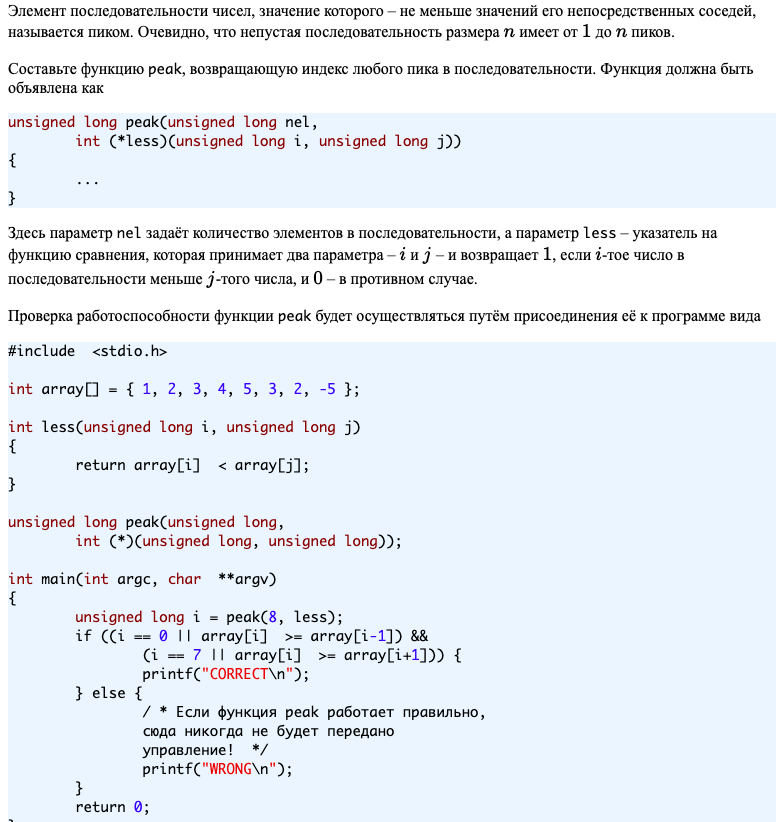 Элемент последовательности чисел, значение которого – не меньше значений его непосредственных соседей,
называется пиком. Очевидно, что непустая последовательность размера n имеет от 1 до n пиков.
Составьте функцию peak, возвращающую индекс любого пика в последовательности. Функция должна быть
объявлена как
unsigned long peak(unsigned long nel,
        int (*less)(unsigned long i, unsigned long j))
{
        ...
}
Здесь параметр nel задаёт количество элементов в последовательности, а параметр less – указатель на
функцию сравнения, которая принимает два параметра – i и j – и возвращает 1, если i-тое число в
последовательности меньше j-того числа, и 0 – в противном случае.
Проверка работоспособности функции peak будет осуществляться путём присоединения её к программе вида
#include  <stdio.h>
int array[] = { 1, 2, 3, 4, 5, 3, 2, -5 };
int less(unsigned long i, unsigned long j)
{
        return array[i]  < array[j];
}
unsigned long peak(unsigned long,
        int (*)(unsigned long, unsigned long));
int main(int argc, char  **argv)
{
        unsigned long i = peak(8, less);
        if ((i == 0 || array[i]  >= array[i-1]) &&
                (i == 7 || array[i]  >= array[i+1])) {
                printf("CORRECT\n");
        } else {
                / * Если функция peak работает правильно,
                сюда никогда не будет передано
                управление!  */
                printf("WRONG\n");
        }
        return 0;